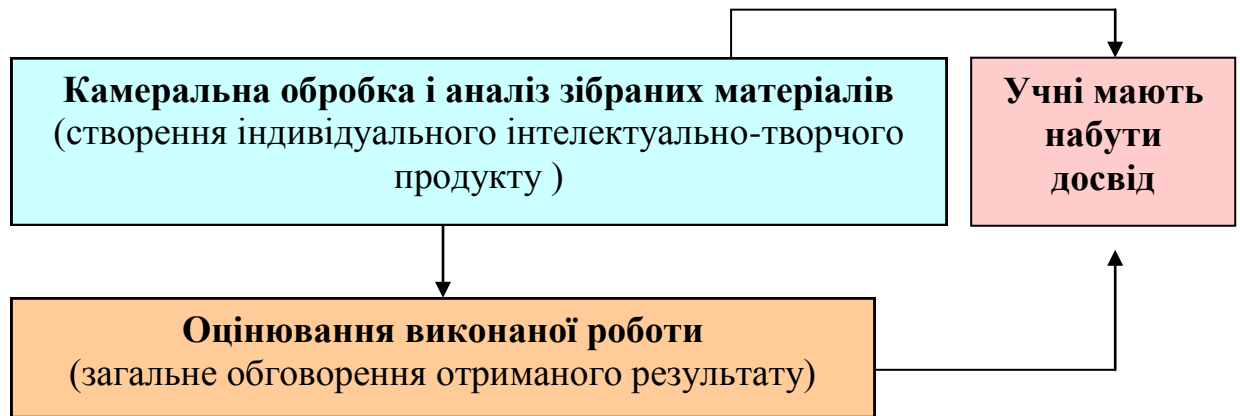 Камеральна обробка і аналіз зібраних матеріалів
(створення індивідуального інтелектуально-творчого
продукту )
Учні мають
набути
досвід
Оцінювання виконаної роботи
(загальне обговорення отриманого результату)